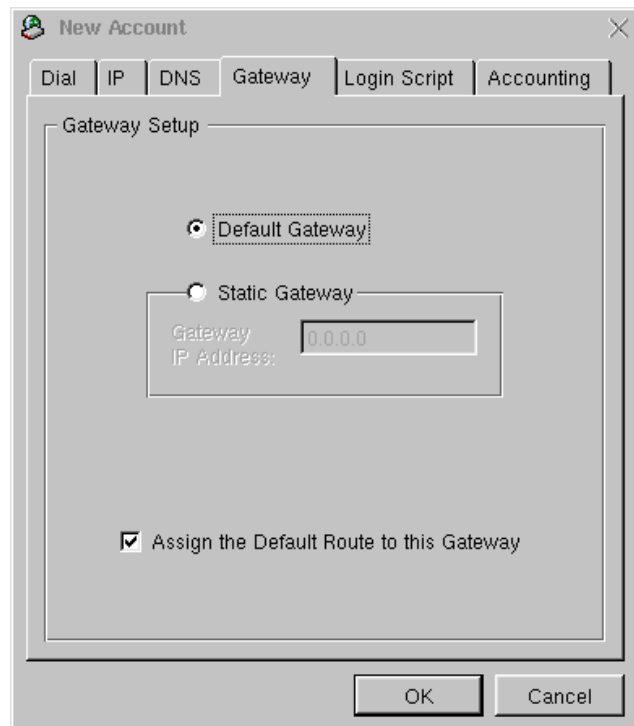 New Account
Dial IP DNS Gateway Login Script Accounting
Gateway Setup
Default Gateway
Static Gateway
Gateway
IP Address:
0.0.0.0
Assign the Default Route to this Gateway
OK Cancel